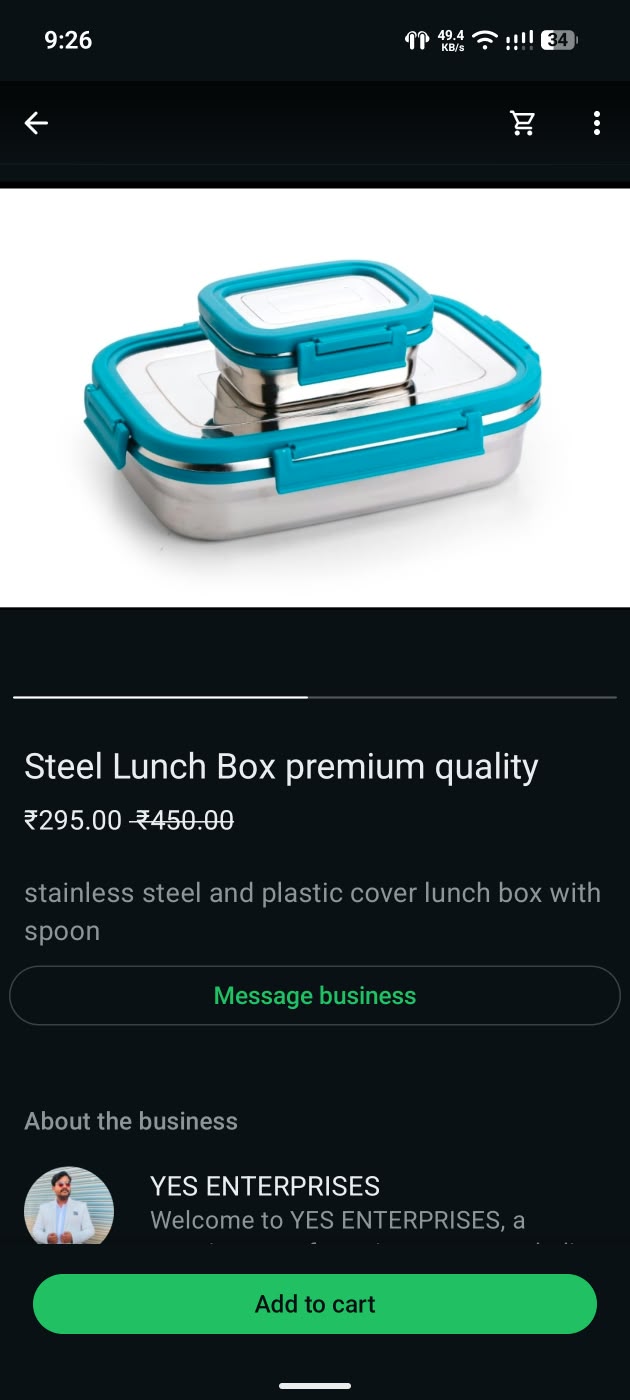 9:26
49.4
KB/s
34
Steel Lunch Box premium quality
₹295.00 ₹450.00
stainless steel and plastic cover lunch box with
spoon
Message business
About the business
YES ENTERPRISES
Welcome to YES ENTERPRISES, a
Add to cart